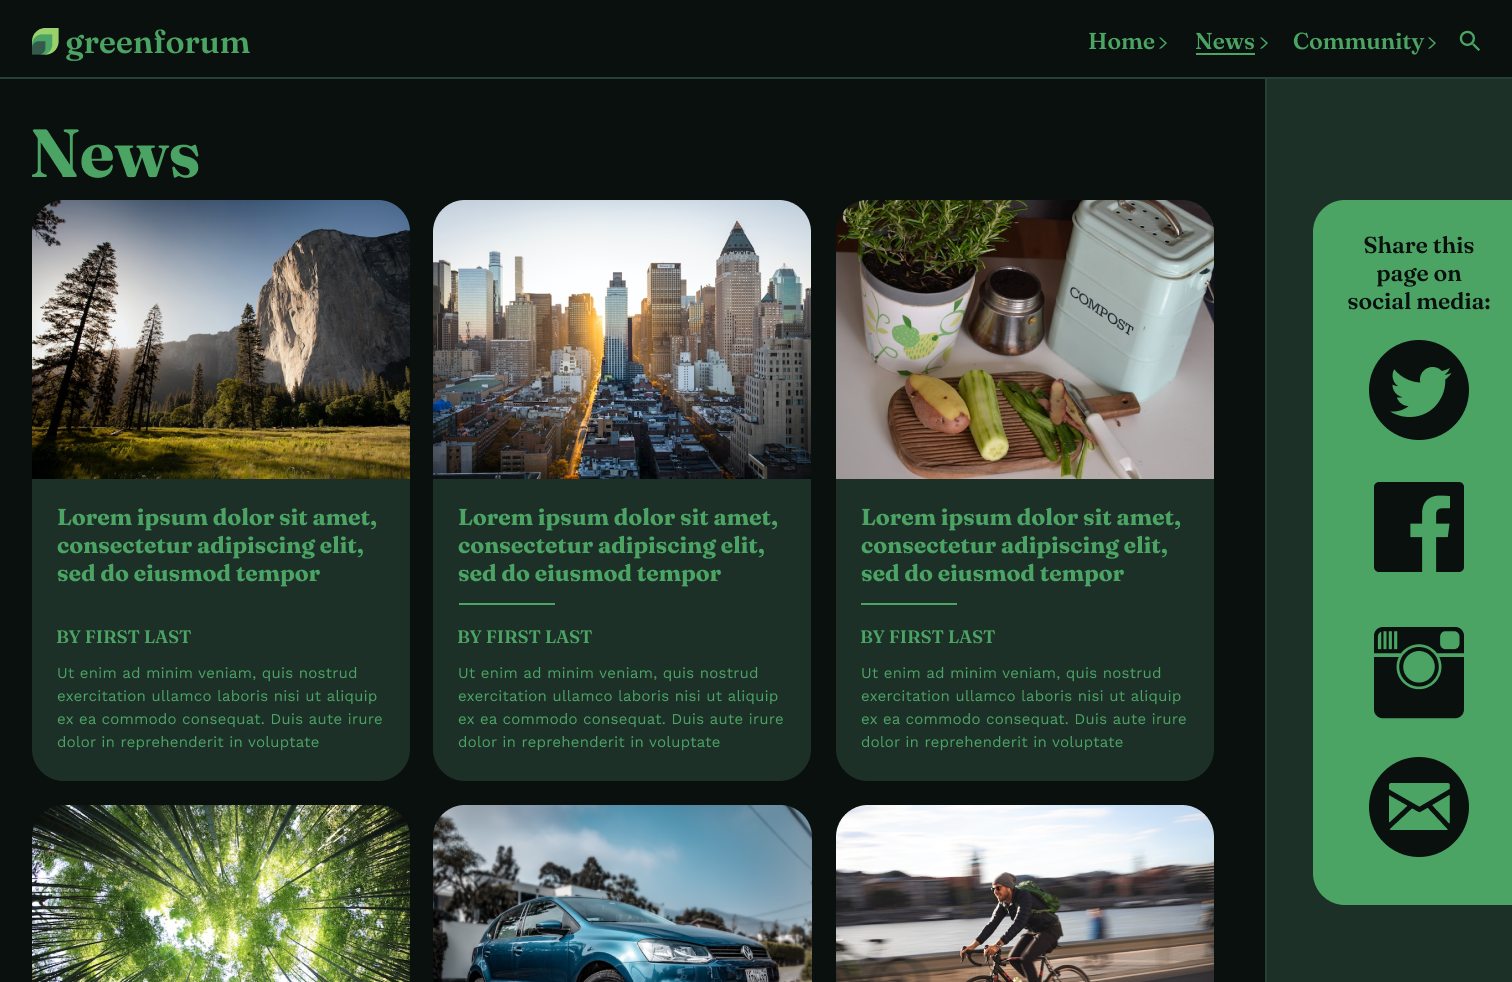 greenforum
Home
News
Community
News
Share this
page on
social media:
COMPOST
Lorem ipsum dolor sit amet,
consectetur adipiscing elit,
sed do eiusmod tempor
BY FIRST LAST
Ut enim ad minim veniam, quis nostrud
exercitation ullamco laboris nisi ut aliquip
ex ea commodo consequat. Duis aute irure
dolor in reprehenderit in voluptate
Lorem ipsum dolor sit amet,
consectetur adipiscing elit,
sed do eiusmod tempor
BY FIRST LAST
Ut enim ad minim veniam, quis nostrud
exercitation ullamco laboris nisi ut aliquip
ex ea commodo consequat. Duis aute irure
dolor in reprehenderit in voluptate
Lorem ipsum dolor sit amet,
consectetur adipiscing elit,
sed do eiusmod tempor
BY FIRST LAST
Ut enim ad minim veniam, quis nostrud
exercitation ullamco laboris nisi ut aliquip
ex ea commodo consequat. Duis aute irure
dolor in reprehenderit in voluptate